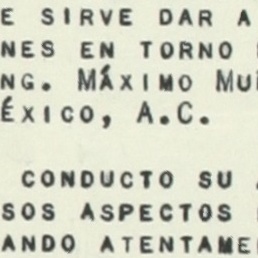 E SIRVE DAR A
NES EN TORNO
NG. MÁXIMO MU
ÉXICO, A.C.
CONDUCTO SU
SOS ASPECTOS
ANDO ATENTAME